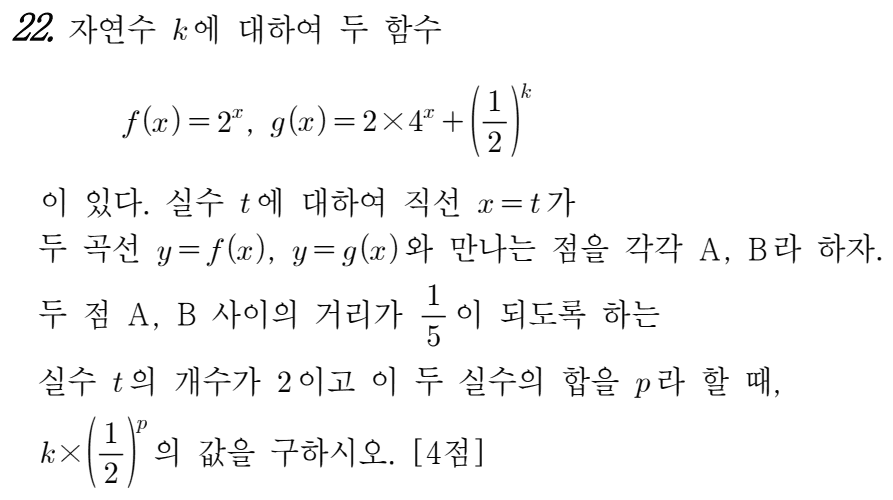 22. 자연수 k에 대하여 두 함수
f(x)=2^x, g(x)=2×4^x+(1/2)^k
이 있다. 실수 t에 대하여 직선 x=t가
두 곡선 y=f(x), y=g(x)와 만나는 점을 각각 A, B라 하자.
두 점 A, B 사이의 거리가 1/5이 되도록 하는
실수 t의 개수가 2이고 이 두 실수의 합을 p라 할 때,
k×(1/2)^p의 값을 구하시오. [4점]